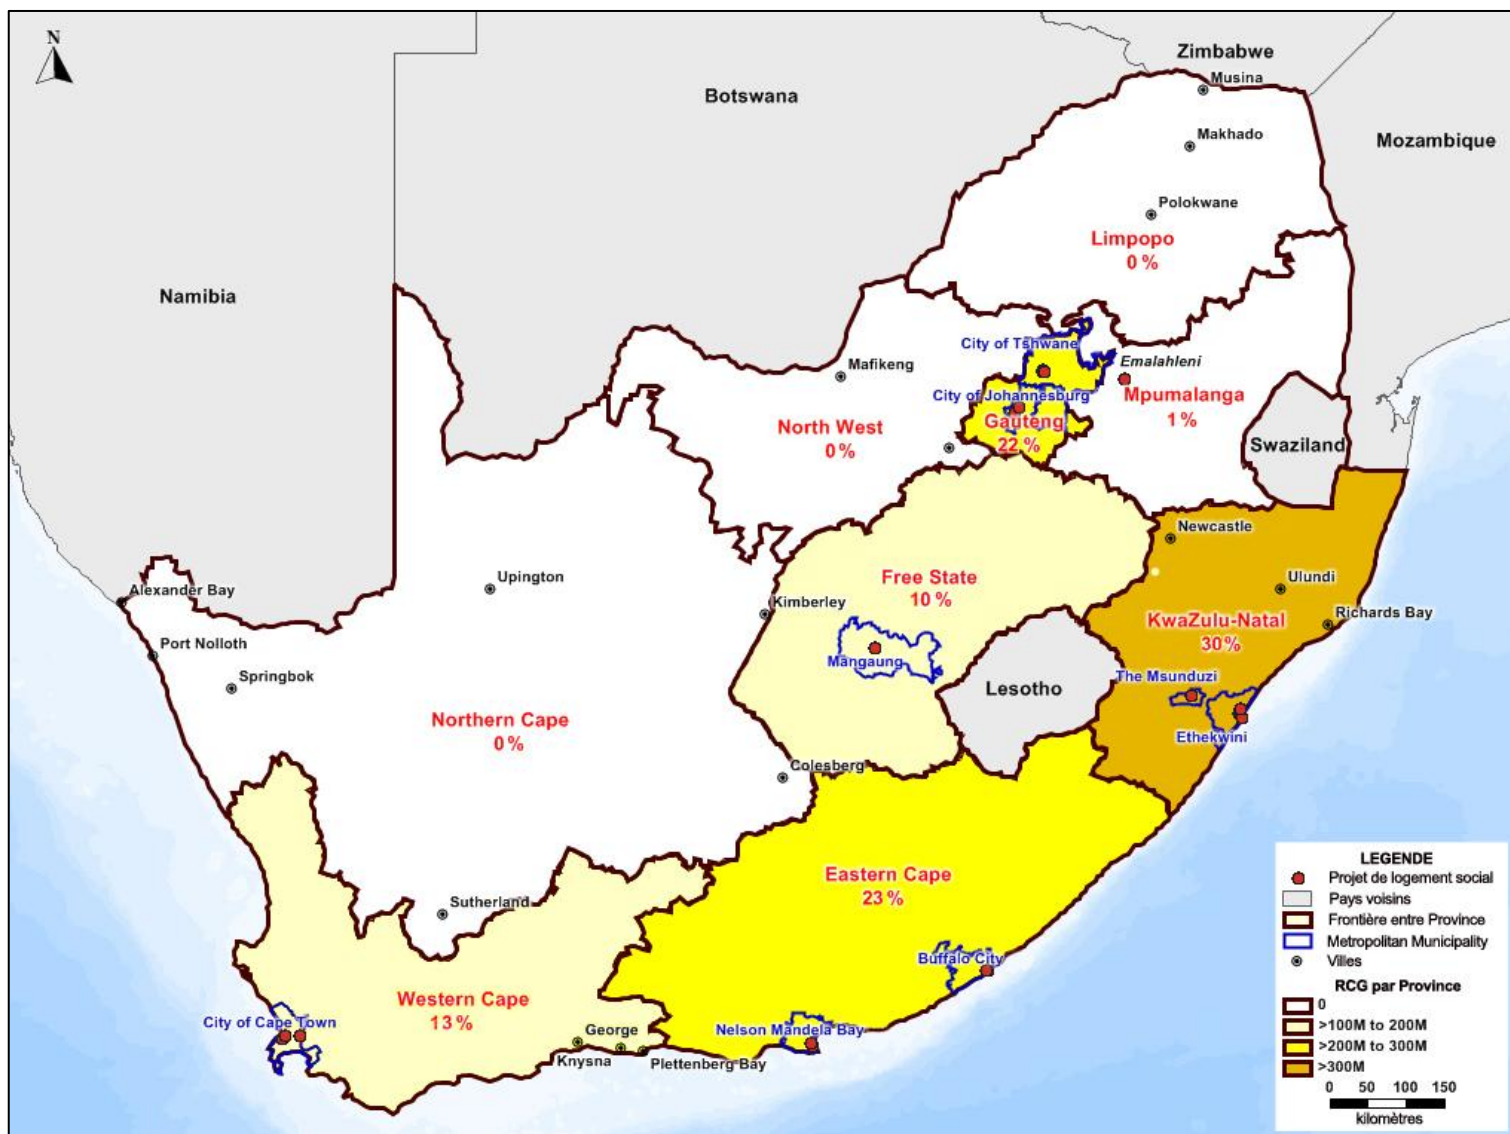 N
Zimbabwe
Musina
Botswana
Makhado
Mozambique
Polokwane
Limpopo
0 %
Namibia
City of Tshwane
Emalahleni
Mafikeng
City of Johannesburg
Mpumalanga
1 %
North West
0 %
Gauteng
22 %
Swaziland
Newcastle
Free State
10 %
Ulundi
Upington
Alexander Bay
Kimberley
KwaZulu-Natal
30%
Richards Bay
Port Nolloth
Mangaung
Springbok
The Msunduzi
Lesotho
Northern Cape
0 %
Ethekwini
Colesberg
Eastern Cape
23 %
Sutherland
Buffalo City
Western Cape
13 %
City of Cape Town
George
Nelson Mandela Bay
Knysna
Plettenberg Bay
LEGENDE
Projet de logement social
Pays voisins
Frontière entre Province
Metropolitan Municipality
Villes
RCG par Province
0
>100M to 200M
>200M to 300M
>300M
0 50 100 150
kilomètres